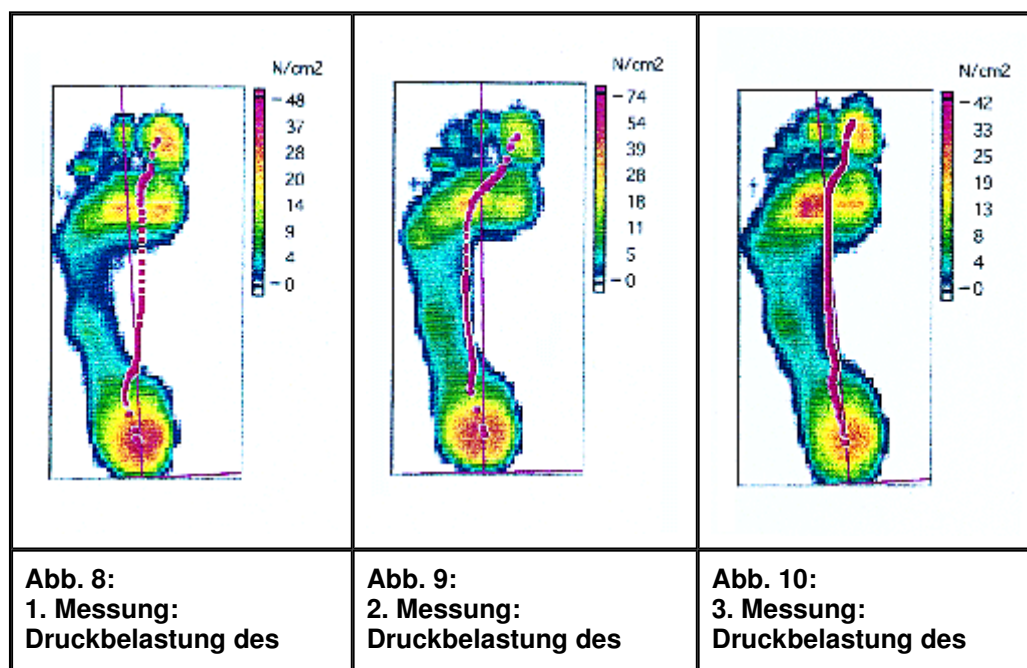 N/cm2
48
37
28
20
14
9
4
0
N/cm2
74
54
39
28
18
11
5
0
N/cm2
42
33
25
19
13
8
4
0
Abb. 8:
1. Messung:
Druckbelastung des
Abb. 9:
2. Messung:
Druckbelastung des
Abb. 10:
3. Messung:
Druckbelastung des